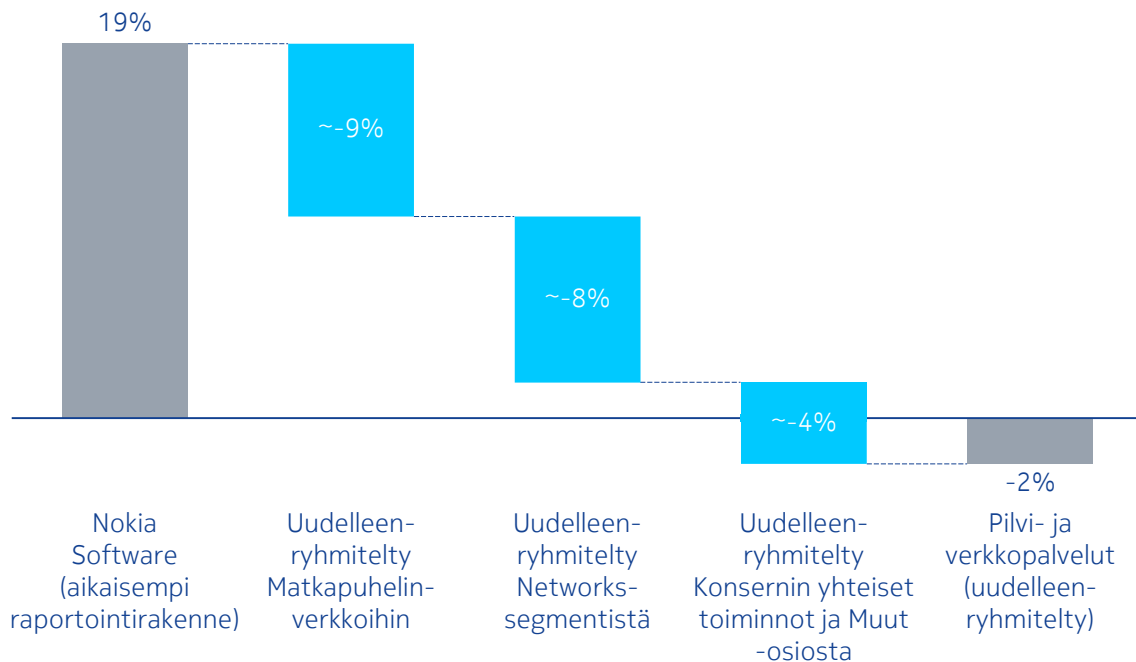 19%
~-9%
~-8%
~-4%
-2%
Nokia
Software
(aikaisempi
raportointirakenne)
Uudelleen-
ryhmitelty
Matkapuhelin-
verkkoihin
Uudelleen-
ryhmitelty
Networks-
segmentistä
Uudelleen-
ryhmitelty
Konsernin yhteiset
toiminnot ja Muut
-osiosta
Pilvi- ja
verkkopalvelut
(uudelleen-
ryhmitelty)